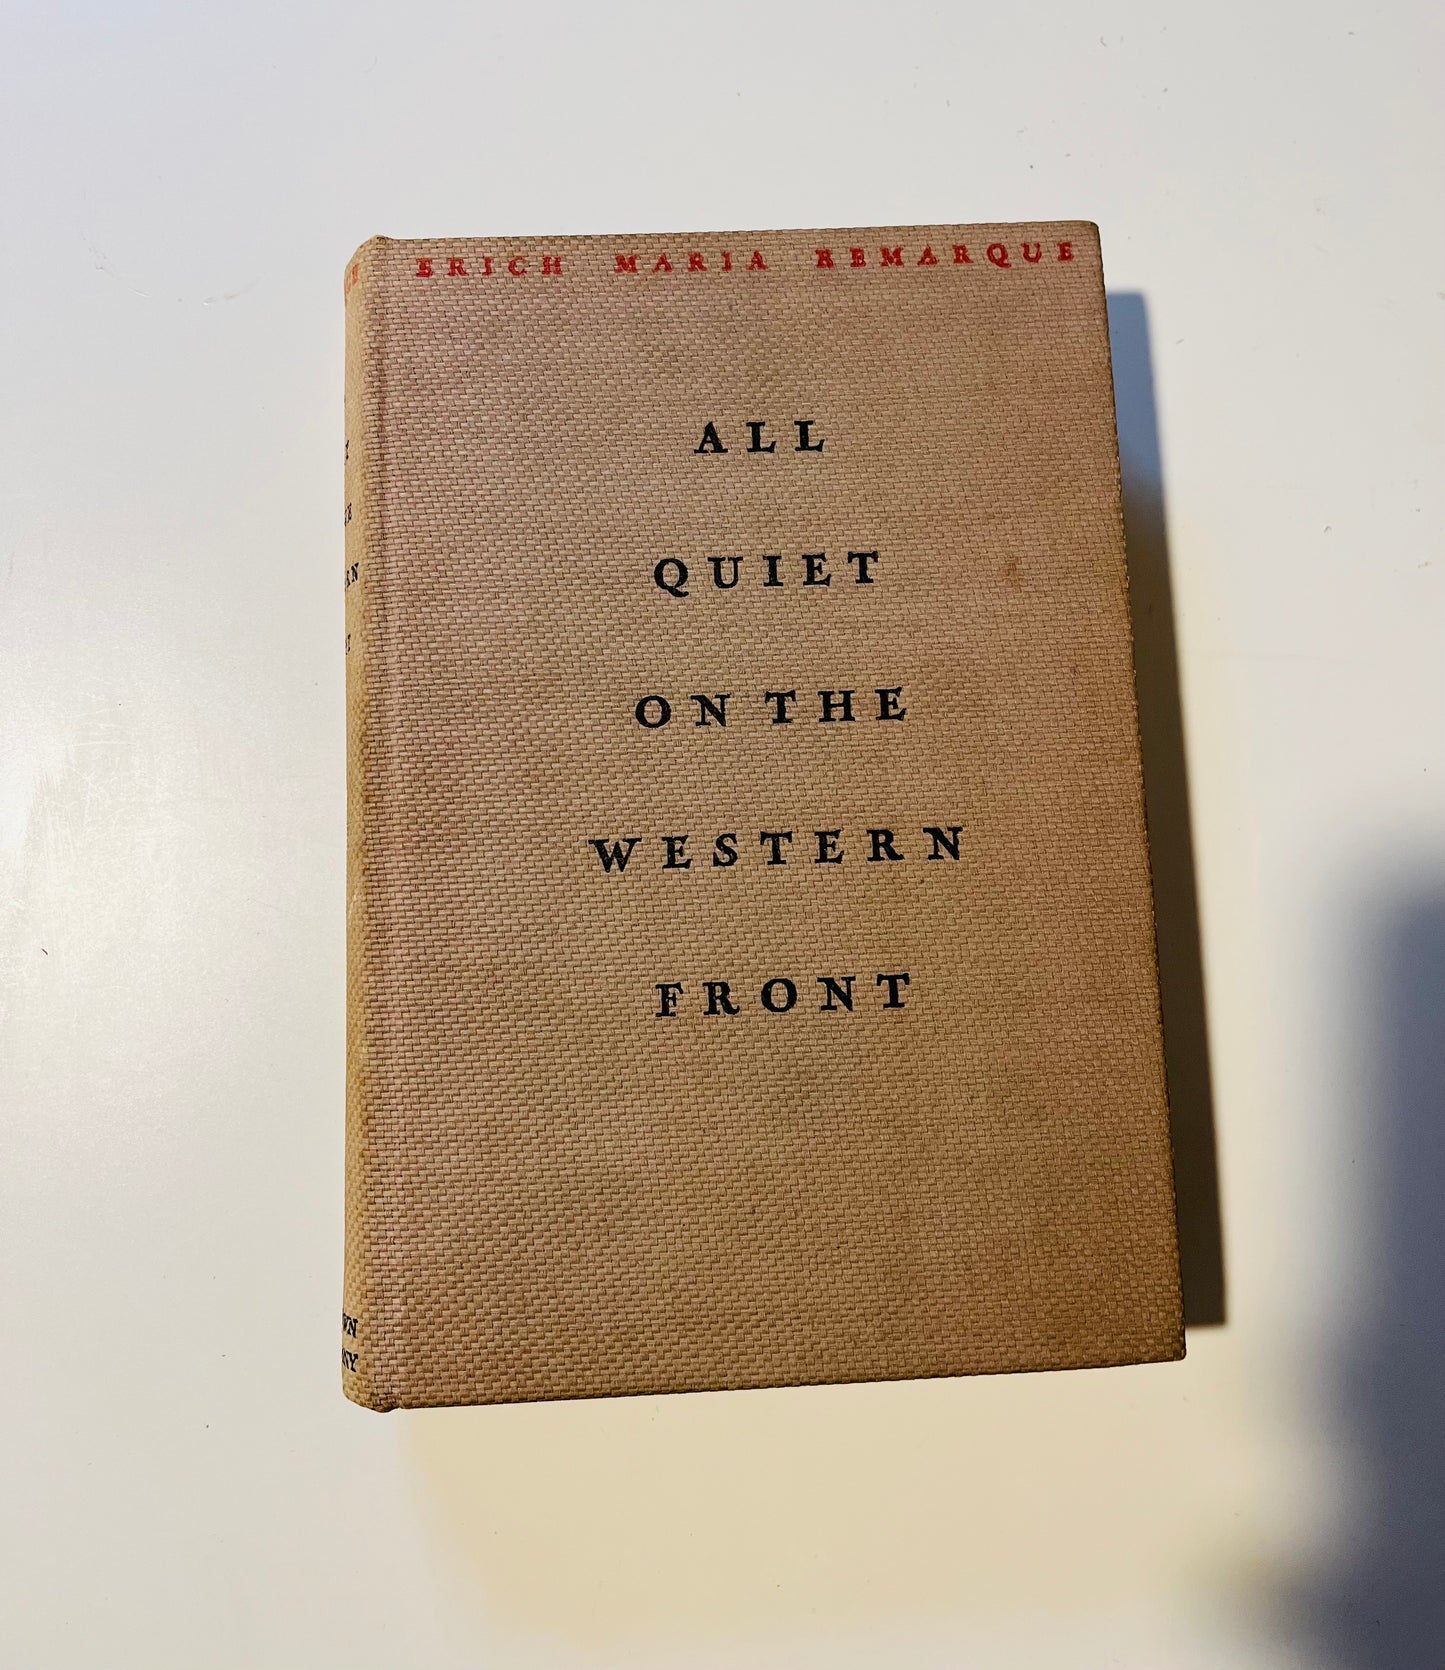 ERICH MARIA REMARQUE
ALL
QUIET
ON THE
WESTERN
FRONT